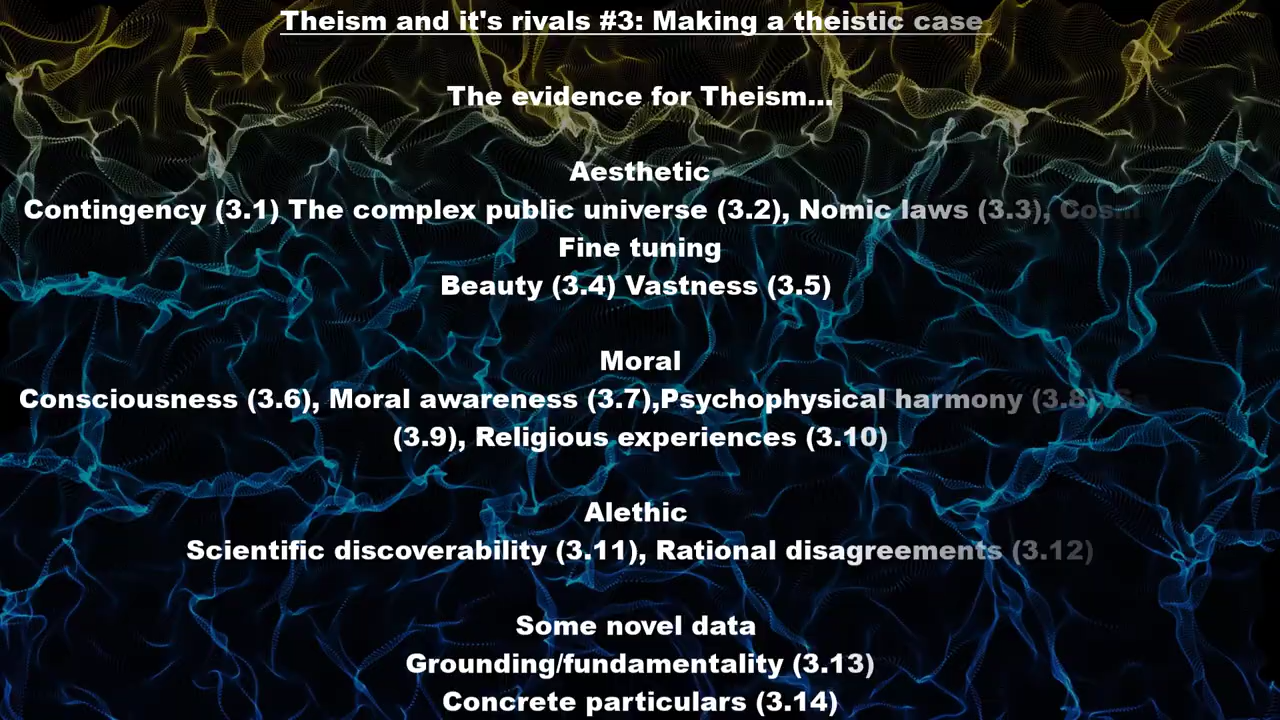 Theism and it's rivals #3: Making a theistic case
The evidence for Theism...
Aesthetic
Contingency (3.1) The complex public universe (3.2), Nomic laws (3.3),
Fine tuning
Beauty (3.4) Vastness (3.5)
Moral
Consciousness (3.6), Moral awareness (3.7),Psychophysical harmony (3.8),
(3.9), Religious experiences (3.10)
Alethic
Scientific discoverability (3.11), Rational disagreements (3.12)
Some novel data
Grounding/fundamentality (3.13)
Concrete particulars (3.14)